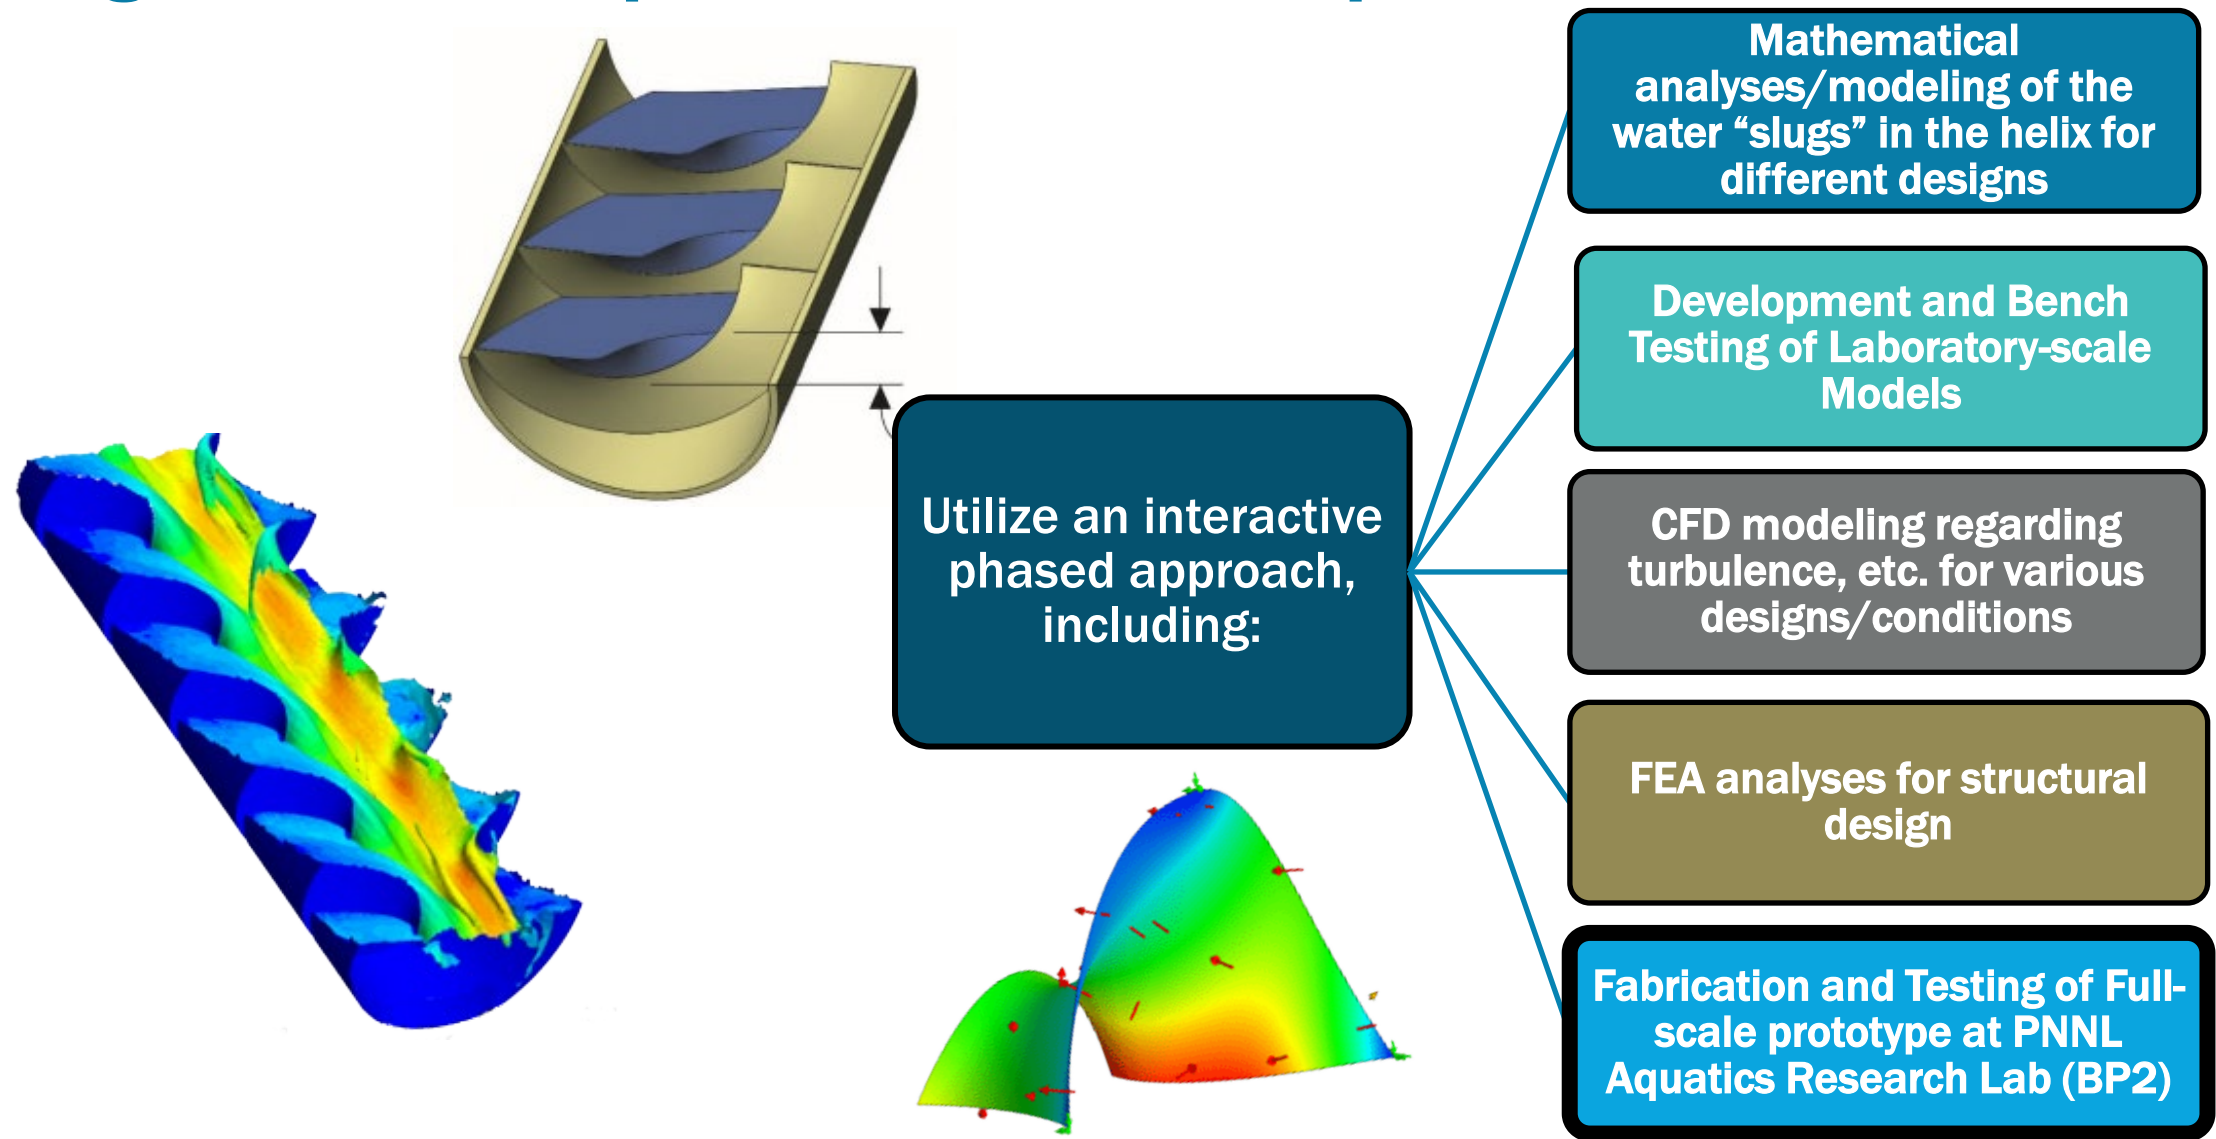 Utilize an interactive
phased approach,
including:
Mathematical
analyses/modeling of the
water “slugs” in the helix for
different designs
Development and Bench
Testing of Laboratory-scale
Models
CFD modeling regarding
turbulence, etc. for various
designs/conditions
FEA analyses for structural
design
Fabrication and Testing of Full-
scale prototype at PNNL
Aquatics Research Lab (BP2)